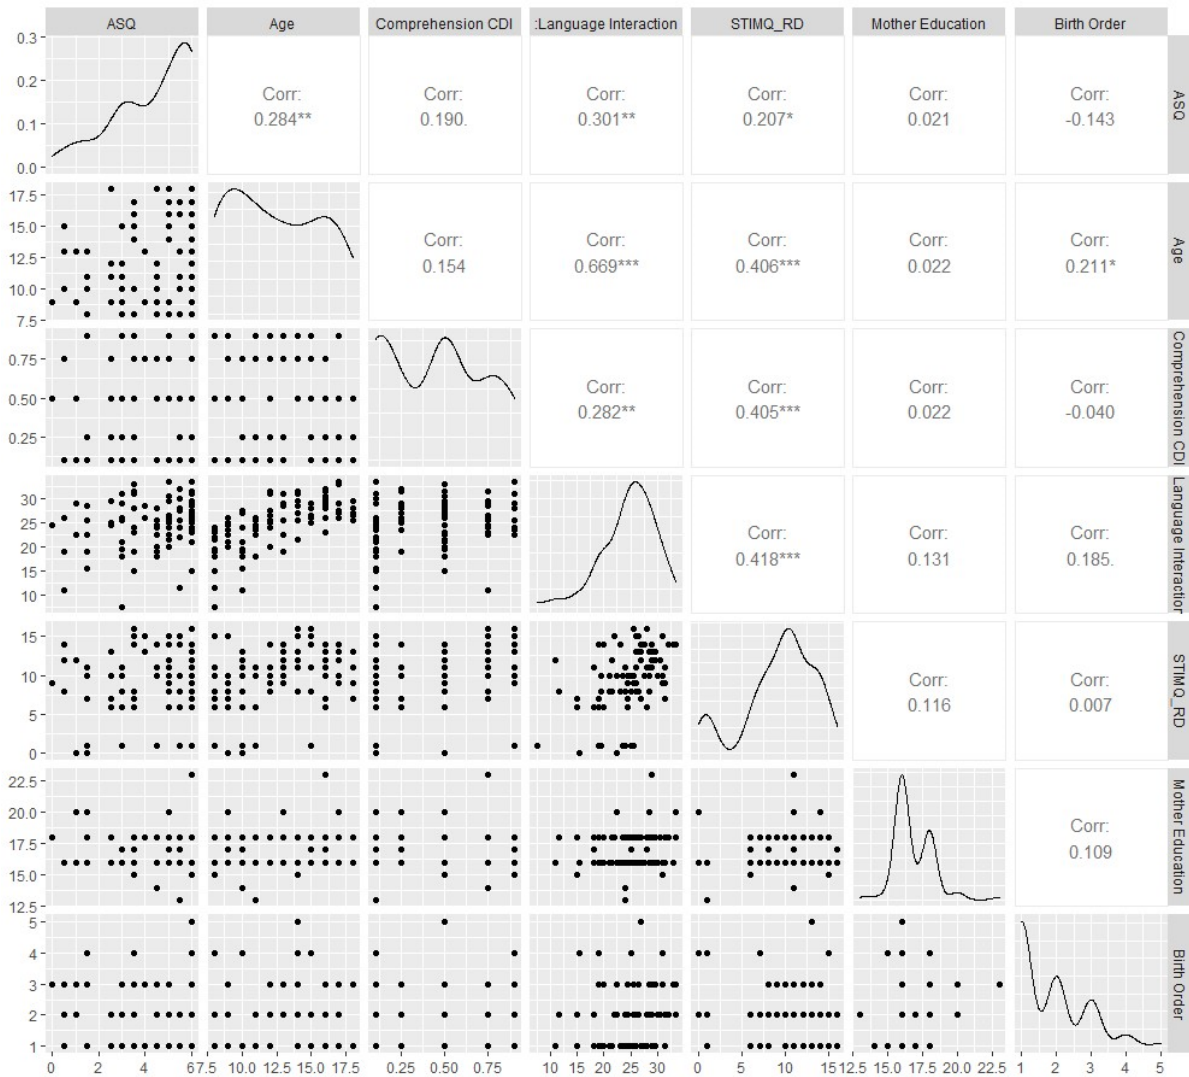 ASQ
Age
Comprehension CDI
:Language Interaction
STIMQ_RD
Mother Education
Birth Order
0.3
0.2
0.1
0.0
Corr:
0.284**
Corr:
0.190.
Corr:
0.301**
Corr:
0.207*
Corr:
0.021
Corr:
-0.143
ASQ
17.5
15.0
12.5
10.0
7.5
Corr:
0.154
Corr:
0.669***
Corr:
0.406***
Corr:
0.022
Corr:
0.211*
Age
0.75
0.50
0.25
Corr:
0.282**
Corr:
0.405***
Corr:
0.022
Corr:
-0.040
Comprehension CDI
30
25
20
15
10
Corr:
0.418***
Corr:
0.131
Corr:
0.185.
Language Interaction
15
10
5
0
Corr:
0.116
Corr:
0.007
STIMQ_RD
22.5
20.0
17.5
15.0
12.5
Corr:
0.109
Mother Education
5
4
3
2
1
Birth Order
0 2 4 6
7.5 10.0 12.5 15.0 17.5
0.25 0.50 0.75
10 15 20 25 30
0 5 10 15
12.5 15.0 17.5 20.0 22.5
1 2 3 4 5